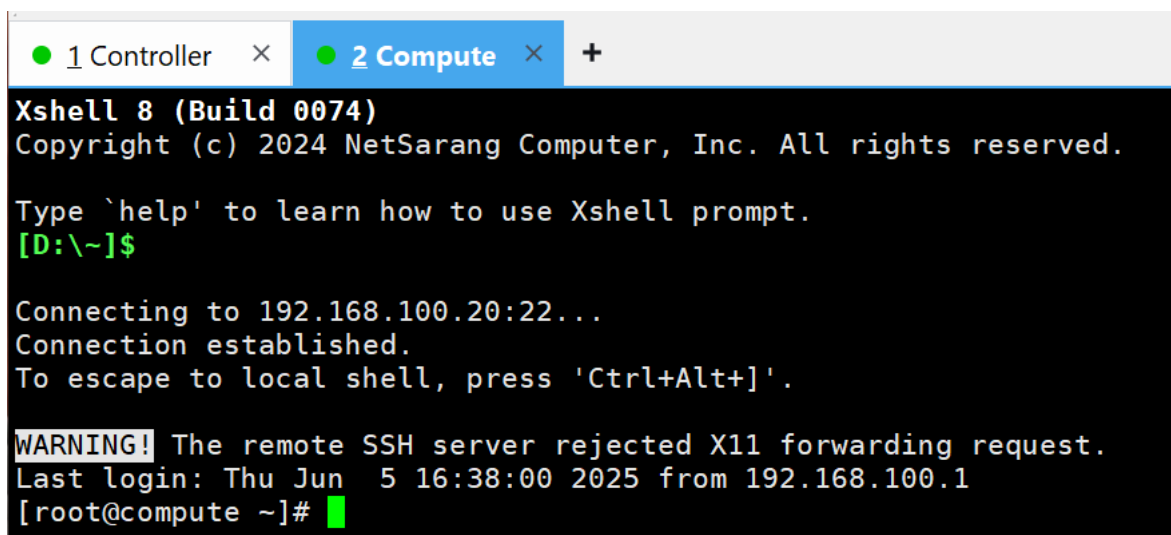 1 Controller × 2 Compute × +
Xshell 8 (Build 0074)
Copyright (c) 2024 NetSarang Computer, Inc. All rights reserved.
Type `help' to learn how to use Xshell prompt.
[D:\~]$
Connecting to 192.168.100.20:22...
Connection established.
To escape to local shell, press 'Ctrl+Alt+]'.
WARNING! The remote SSH server rejected X11 forwarding request.
Last login: Thu Jun  5 16:38:00 2025 from 192.168.100.1
[root@compute ~]#